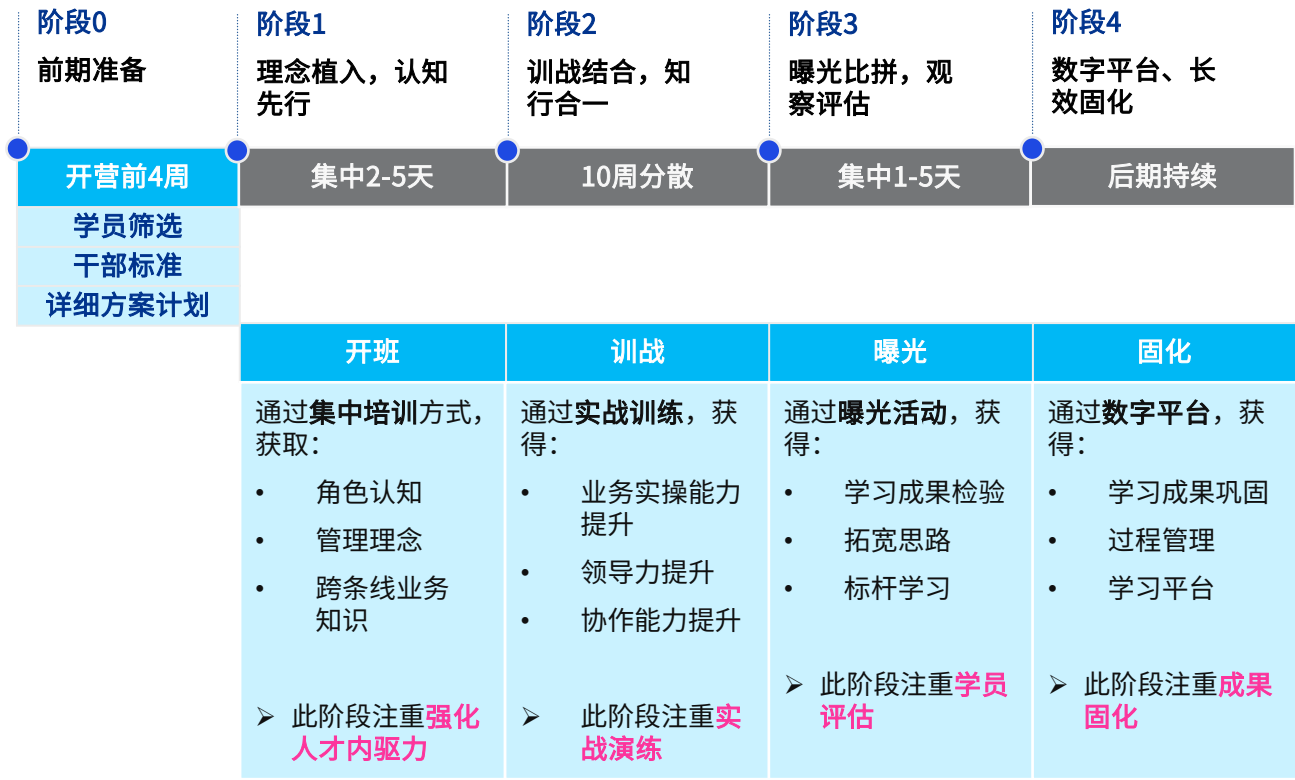 阶段0
前期准备
阶段1
理念植入，认知
先行
阶段2
训战结合，知
行合一
阶段3
曝光比拼，观
察评估
阶段4
数字平台、长
效固化
开营前4周
集中2-5天
10周分散
集中1-5天
后期持续
学员筛选
干部标准
详细方案计划
开班
训战
曝光
固化
通过集中培训方式，
获取：
• 角色认知
• 管理理念
• 跨条线业务
知识
➢ 此阶段注重强化
人才内驱力
通过实战训练，获
得：
• 业务实操能力
提升
• 领导力提升
• 协作能力提升
➢ 此阶段注重实
战演练
通过曝光活动，获
得：
• 学习成果检验
• 拓宽思路
• 标杆学习
➢ 此阶段注重学员
评估
通过数字平台，获
得：
• 学习成果巩固
• 过程管理
• 学习平台
➢ 此阶段注重成果
固化